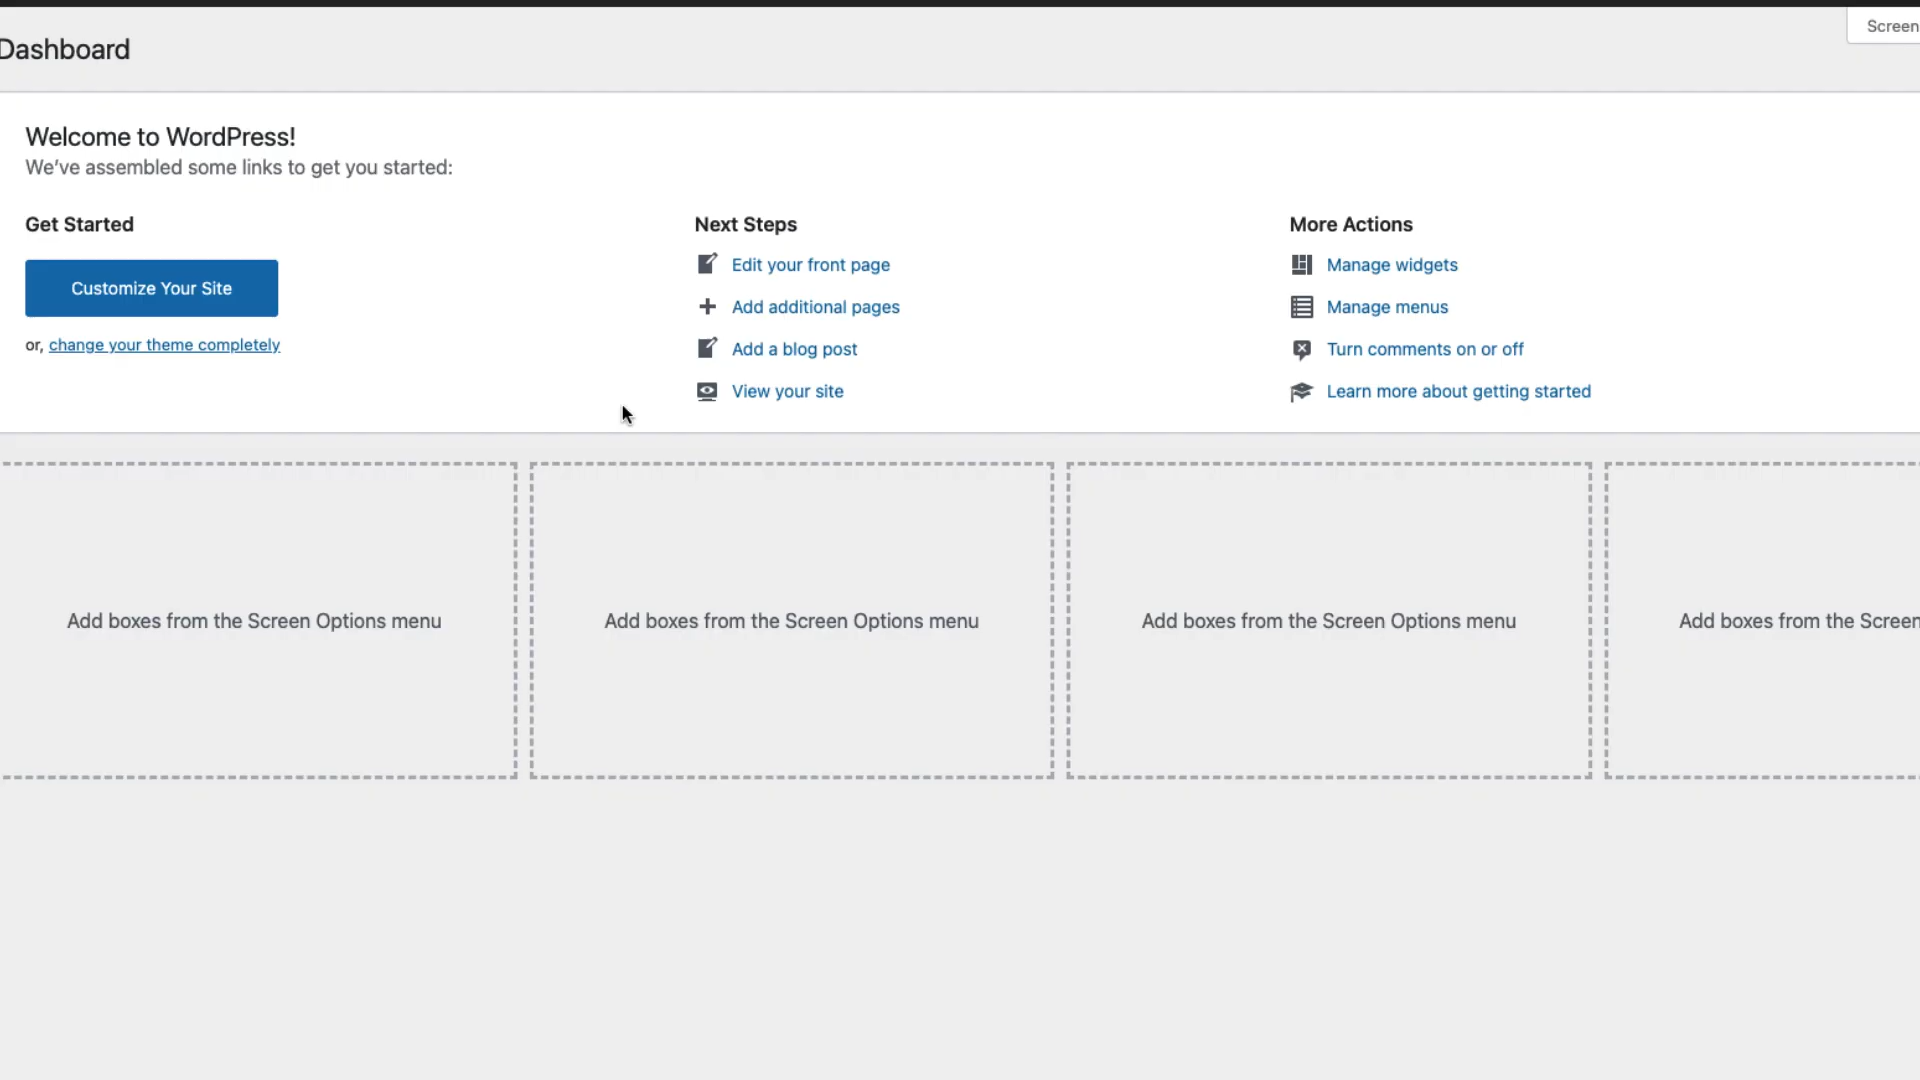 Screen
Dashboard
Welcome to WordPress!
We've assembled some links to get you started:
Get Started
Customize Your Site
or, change your theme completely
Next Steps
Edit your front page
Add additional pages
Add a blog post
View your site
More Actions
Manage widgets
Manage menus
Turn comments on or off
Learn more about getting started
Add boxes from the Screen Options menu
Add boxes from the Screen Options menu
Add boxes from the Screen Options menu
Add boxes from the Screen